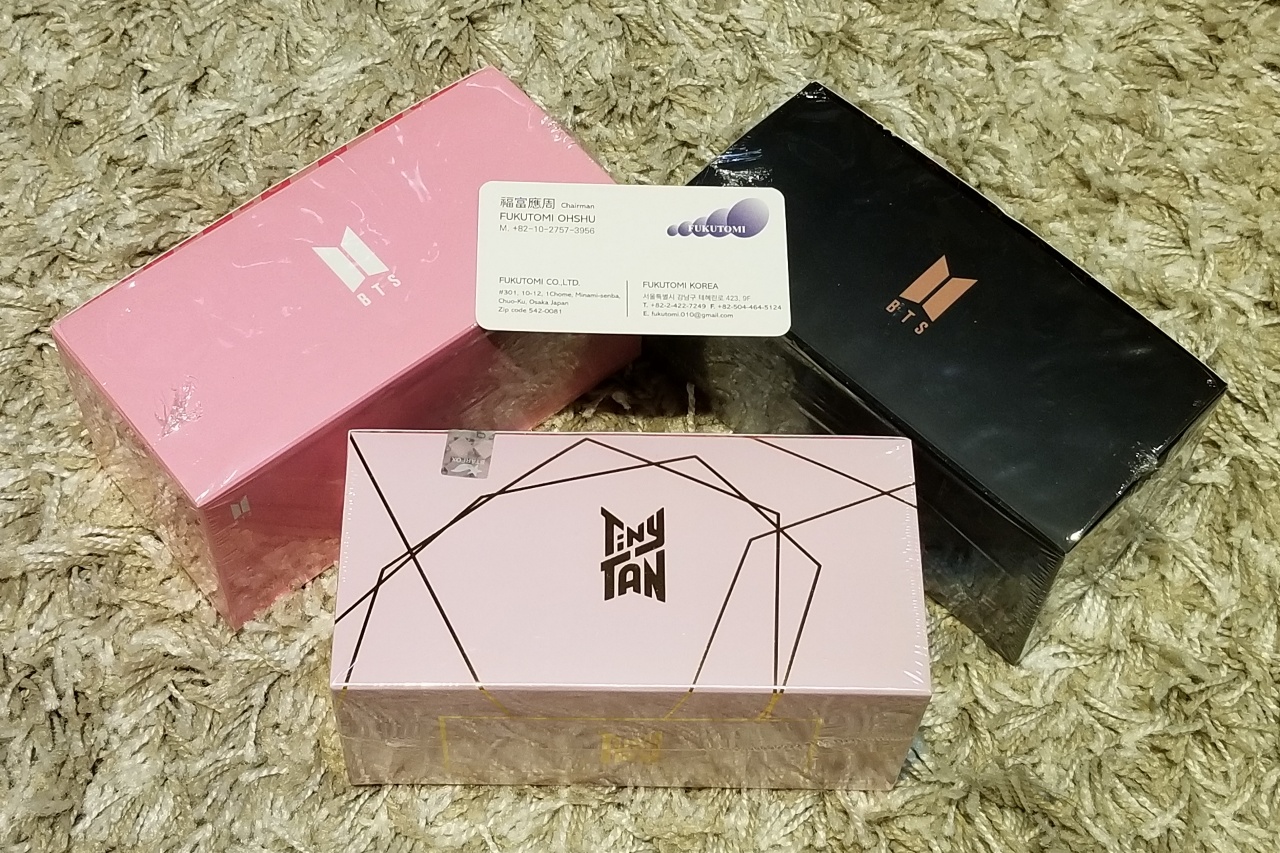 福富應周 Chairman
FUKUTOMI OHSHU
M. +82-10-2757-3956
FUKUTOMI
FUKUTOMI CO.,LTD.
#301, 10-12, 1Chome, Minami-senba,
Chuo-Ku, Osaka Japan
Zip code 542-0081
FUKUTOMI KOREA
서울특별시 강남구 테헤란로 423, 9F
T. +82-2-422-7249 F. +82-504-464-5124
E. fukutomi.010@gmail.com
BTS
BTS
TiNY
TAN